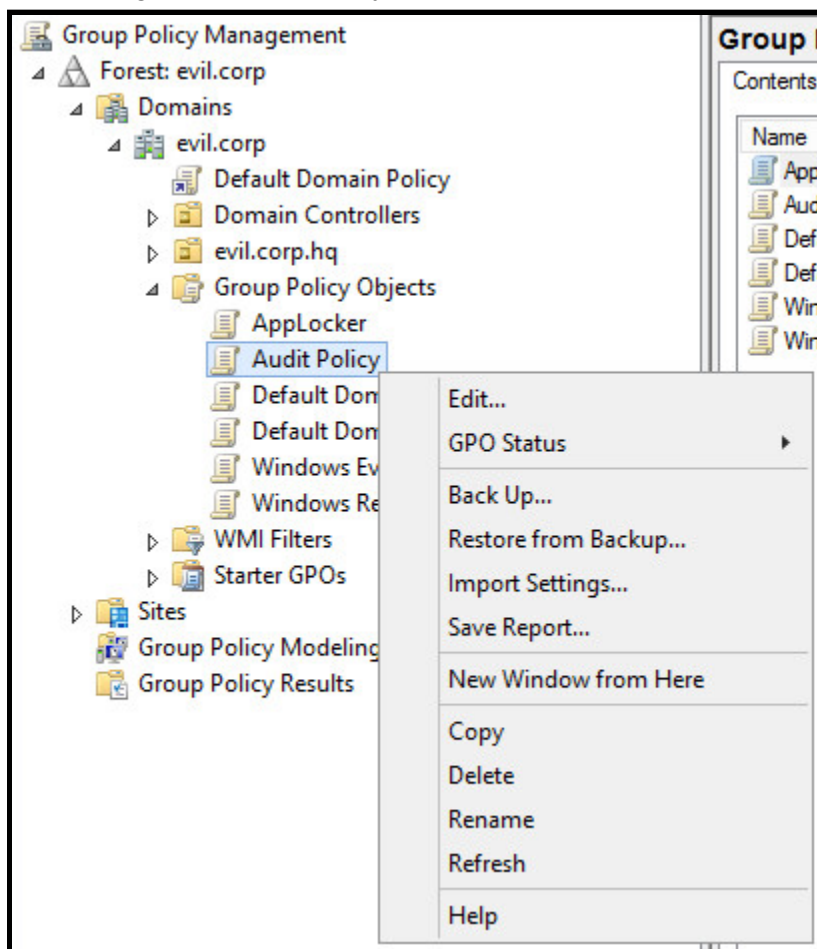 Group Policy Management
Forest: evil.corp
Domains
evil.corp
Default Domain Policy
Domain Controllers
evil.corp.hq
Group Policy Objects
AppLocker
Audit Policy
Default Dom
Default Dom
Windows Ev
Windows Re
WMI Filters
Starter GPOs
Sites
Group Policy Modeling
Group Policy Results
Edit...
GPO Status
Back Up...
Restore from Backup...
Import Settings...
Save Report...
New Window from Here
Copy
Delete
Rename
Refresh
Help
Group
Contents
Name
App
Aud
Def
Def
Win
Win